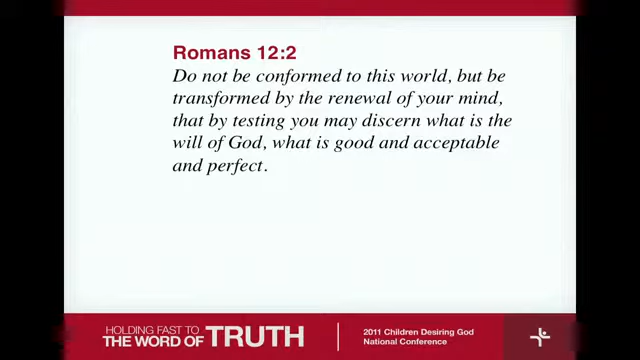 Romans 12:2
Do not be conformed to this world, but be
transformed by the renewal of your mind,
that by testing you may discern what is the
will of God, what is good and acceptable
and perfect.
HOLDING FAST TO
THE WORD OF TRUTH
2011 Children Desiring God
National Conference